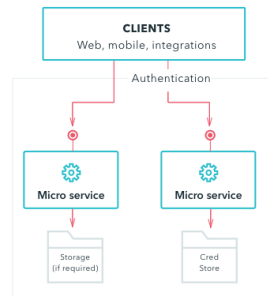 CLIENTS
Web, mobile, integrations
Authentication
Micro service
Micro service
Storage
(if required)
Cred
Store